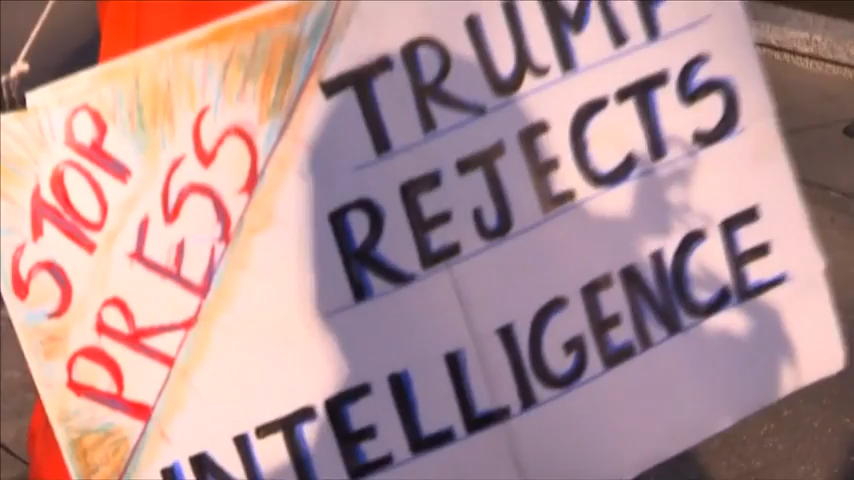 STOP
PRESS
TRUMP
REJECTS
INTELLIGENCE